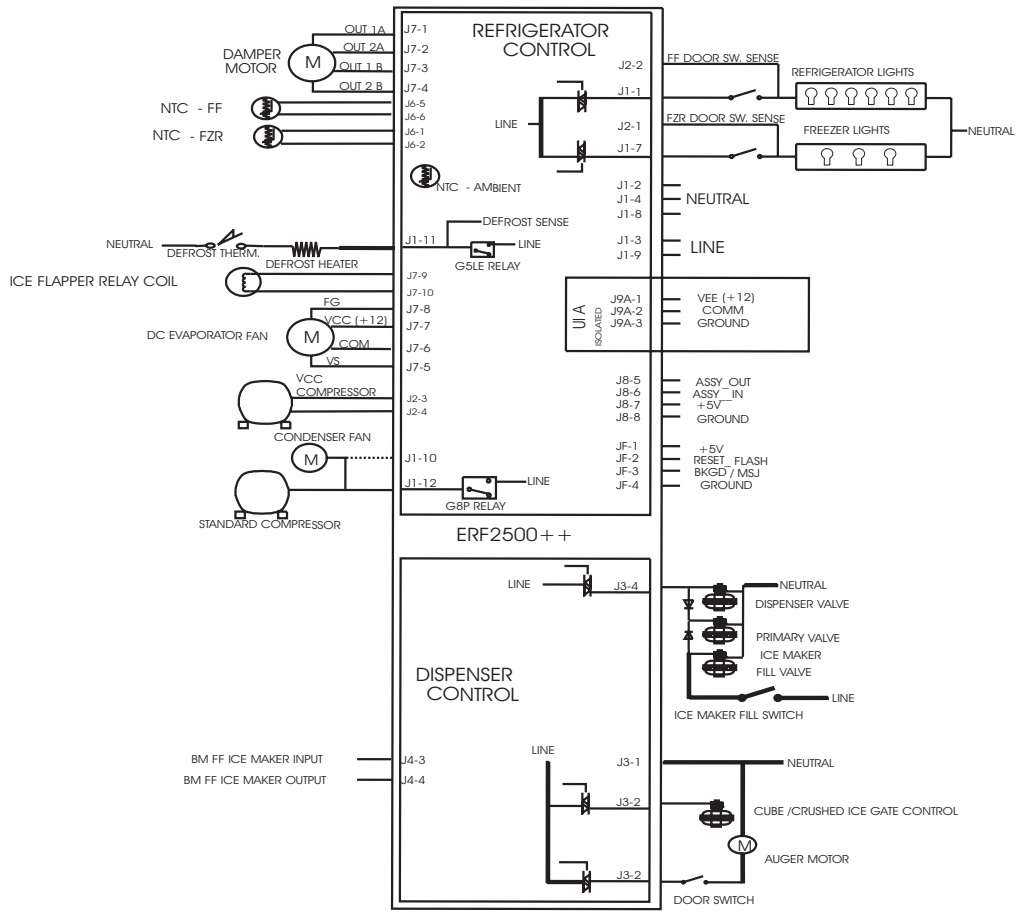 REFRIGERATOR
CONTROL
OUT 1A
J7-1
DAMPER
MOTOR
M
OUT 2A
J7-2
OUT 1 B
J7-3
OUT 2 B
J7-4
NTC - FF
J6-5
J6-6
NTC - FZR
J6-1
J6-2
NTC - AMBIENT
LINE
J2-2
FF DOOR SW. SENSE
REFRIGERATOR LIGHTS
J1-1
J2-1
FZR DOOR SW. SENSE
FREEZER LIGHTS
NEUTRAL
J1-7
J1-2
J1-4
NEUTRAL
J1-8
J1-3
LINE
J1-9
NEUTRAL
DEFROST THERM.
DEFROST HEATER
J1-11
DEFROST SENSE
LINE
G5LE RELAY
ICE FLAPPER RELAY COIL
J7-9
J7-10
UI A
ISOLATED
J9A-1
VEE (+12)
J9A-2
COMM
J9A-3
GROUND
DC EVAPORATOR FAN
M
FG
J7-8
VCC (+12)
J7-7
COM
J7-6
VS
J7-5
VCC
COMPRESSOR
J2-3
J2-4
J8-5
ASSY_OUT
J8-6
ASSY_IN
J8-7
+5V
J8-8
GROUND
CONDENSER FAN
M
J1-10
JF-1
+5V
JF-2
RESET_FLASH
JF-3
BKGD / MSJ
JF-4
GROUND
J1-12
LINE
G8P RELAY
STANDARD COMPRESSOR
ERF2500++
LINE
J3-4
NEUTRAL
DISPENSER VALVE
PRIMARY VALVE
ICE MAKER
FILL VALVE
LINE
ICE MAKER FILL SWITCH
DISPENSER
CONTROL
BM FF ICE MAKER INPUT
J4-3
BM FF ICE MAKER OUTPUT
J4-4
LINE
J3-1
NEUTRAL
J3-2
CUBE /CRUSHED ICE GATE CONTROL
M
AUGER MOTOR
J3-2
DOOR SWITCH